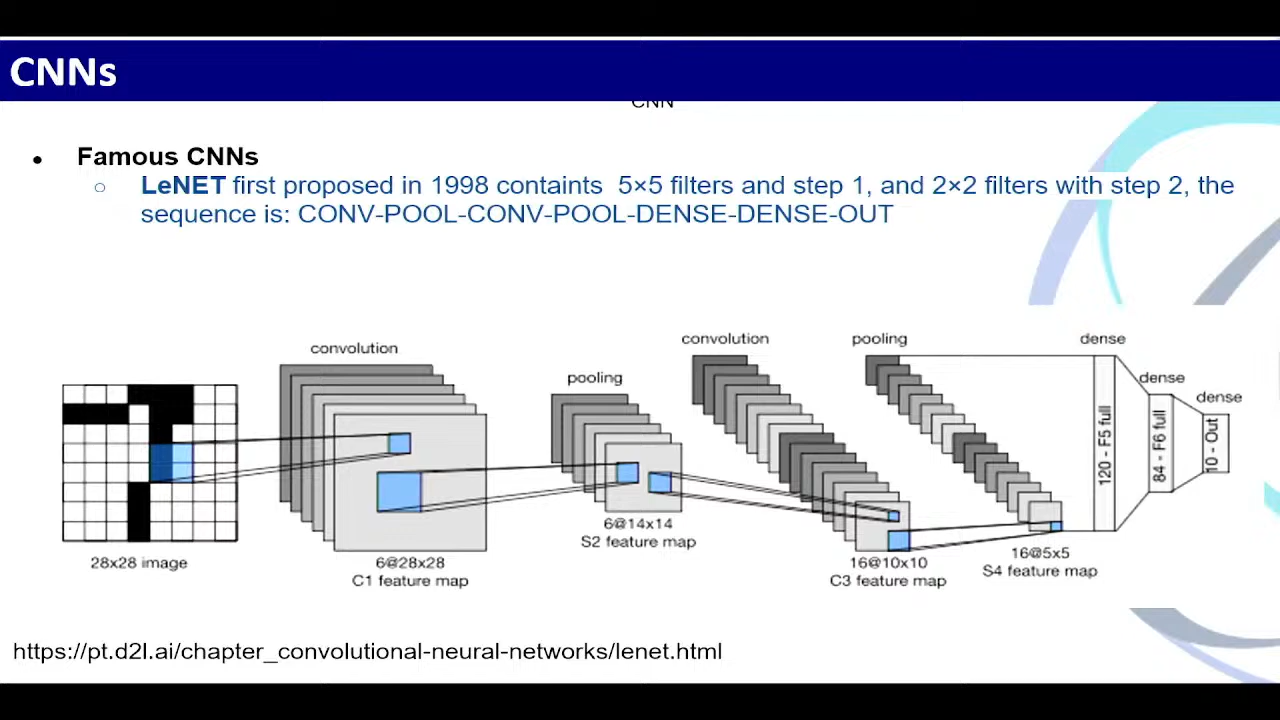 CNNs
CNN
• Famous CNNs
○ LeNET first proposed in 1998 containts 5×5 filters and step 1, and 2×2 filters with step 2, the
sequence is: CONV-POOL-CONV-POOL-DENSE-DENSE-OUT
convolution
pooling
convolution
pooling
dense
dense
dense
28x28 image
6@28x28
C1 feature map
6@14x14
S2 feature map
16@10x10
C3 feature map
16@5x5
S4 feature map
120 - F5 full
84 - F6 full
10 - Out
https://pt.d2l.ai/chapter_convolutional-neural-networks/lenet.html